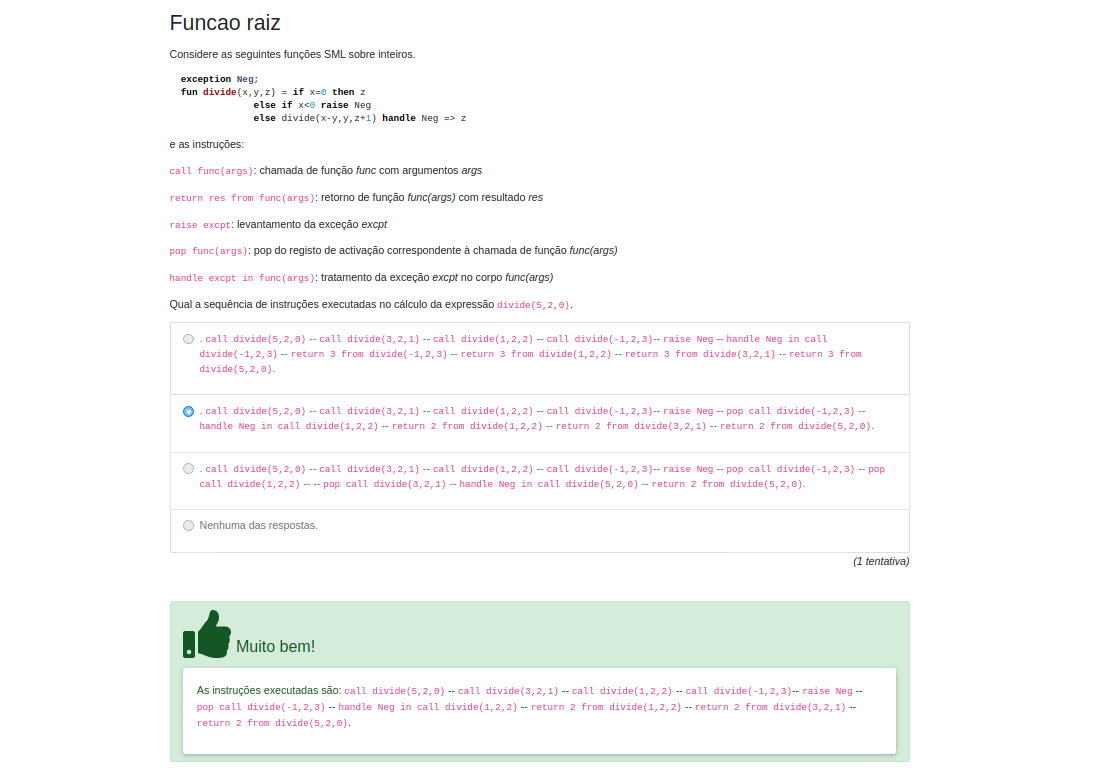 Funcao raiz
Considere as seguintes funções SML sobre inteiros.
exception Neg;
fun divide(x,y,z) = if x=0 then z
else if x<0 raise Neg
else divide(x-y,y,z+1) handle Neg => z
e as instruções:
call func(args): chamada de função func com argumentos args
return res from func(args): retorno de função func(args) com resultado res
raise excpt: levantamento da exceção excpt
pop func(args): pop do registo de activação correspondente à chamada de função func(args)
handle excpt in func(args): tratamento da exceção excpt no corpo func(args)
Qual a sequência de instruções executadas no cálculo da expressão divide(5,2,0).
. call divide(5,2,0) -- call divide(3,2,1) -- call divide(1,2,2) -- call divide(-1,2,3)-- raise Neg -- handle Neg in call
divide(-1,2,3) -- return 3 from divide(-1,2,3) -- return 3 from divide(1,2,2) -- return 3 from divide(3,2,1) -- return 3 from
divide(5,2,0).
. call divide(5,2,0) -- call divide(3,2,1) -- call divide(1,2,2) -- call divide(-1,2,3)-- raise Neg -- pop call divide(-1,2,3) --
handle Neg in call divide(1,2,2) -- return 2 from divide(1,2,2) -- return 2 from divide(3,2,1) -- return 2 from divide(5,2,0).
. call divide(5,2,0) -- call divide(3,2,1) -- call divide(1,2,2) -- call divide(-1,2,3)-- raise Neg -- pop call divide(-1,2,3) -- pop
call divide(1,2,2) -- -- pop call divide(3,2,1) -- handle Neg in call divide(5,2,0) -- return 2 from divide(5,2,0).
Nenhuma das respostas.
(1 tentativa)
Muito bem!
As instruções executadas são: call divide(5,2,0) -- call divide(3,2,1) -- call divide(1,2,2) -- call divide(-1,2,3)-- raise Neg --
pop call divide(-1,2,3) -- handle Neg in call divide(1,2,2) -- return 2 from divide(1,2,2) -- return 2 from divide(3,2,1) --
return 2 from divide(5,2,0).